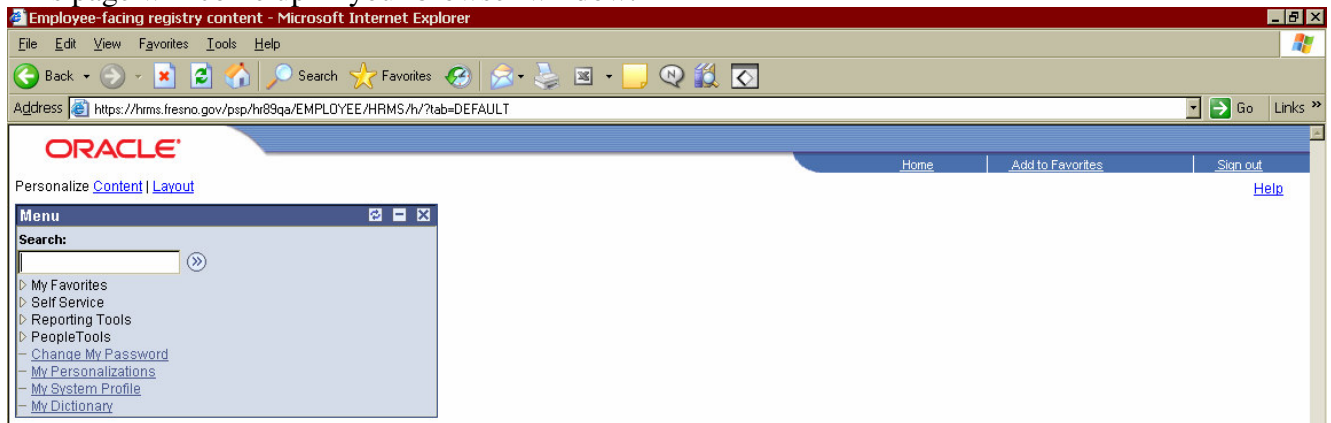 Employee-facing registry content - Microsoft Internet Explorer
File Edit View Favorites Tools Help
Back Search Favorites
Address https://hrms.fresno.gov/psp/hr89qa/EMPLOYEE/HRMS/h/?tab=DEFAULT Go Links »
ORACLE
Home Add to Favorites Sign out
Personalize Content | Layout Help
Menu
Search:
My Favorites
Self Service
Reporting Tools
PeopleTools
Change My Password
My Personalizations
My System Profile
My Dictionary